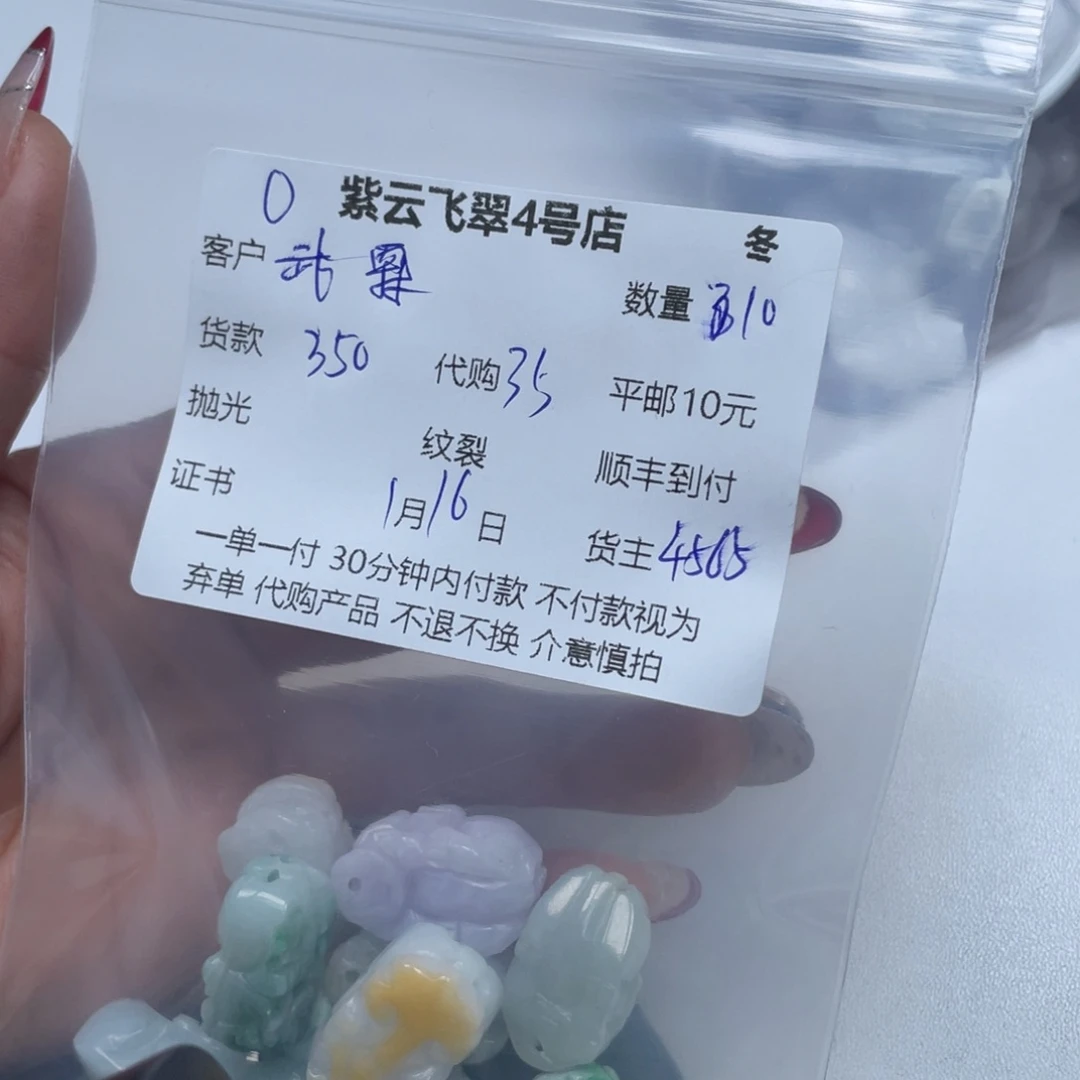 0 紫云飞翠4号店 冬
客户 武 数量 10
货款 350 代购 35 平邮10元
抛光 纹裂 顺丰到付
证书 1月16日 货主 4565
一单一付 30分钟内付款 不付款视为
弃单 代购产品 不退不换 介意慎拍